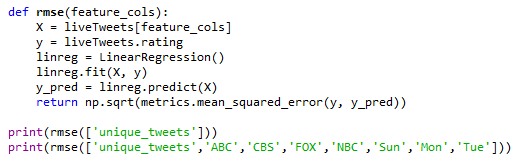 def rmse(feature_cols):
    X = liveTweets[feature_cols]
    y = liveTweets.rating
    linreg = LinearRegression()
    linreg.fit(X, y)
    y_pred = linreg.predict(X)
    return np.sqrt(metrics.mean_squared_error(y, y_pred))

print(rmse(['unique_tweets']))
print(rmse(['unique_tweets','ABC','CBS','FOX','NBC','Sun','Mon','Tue']))